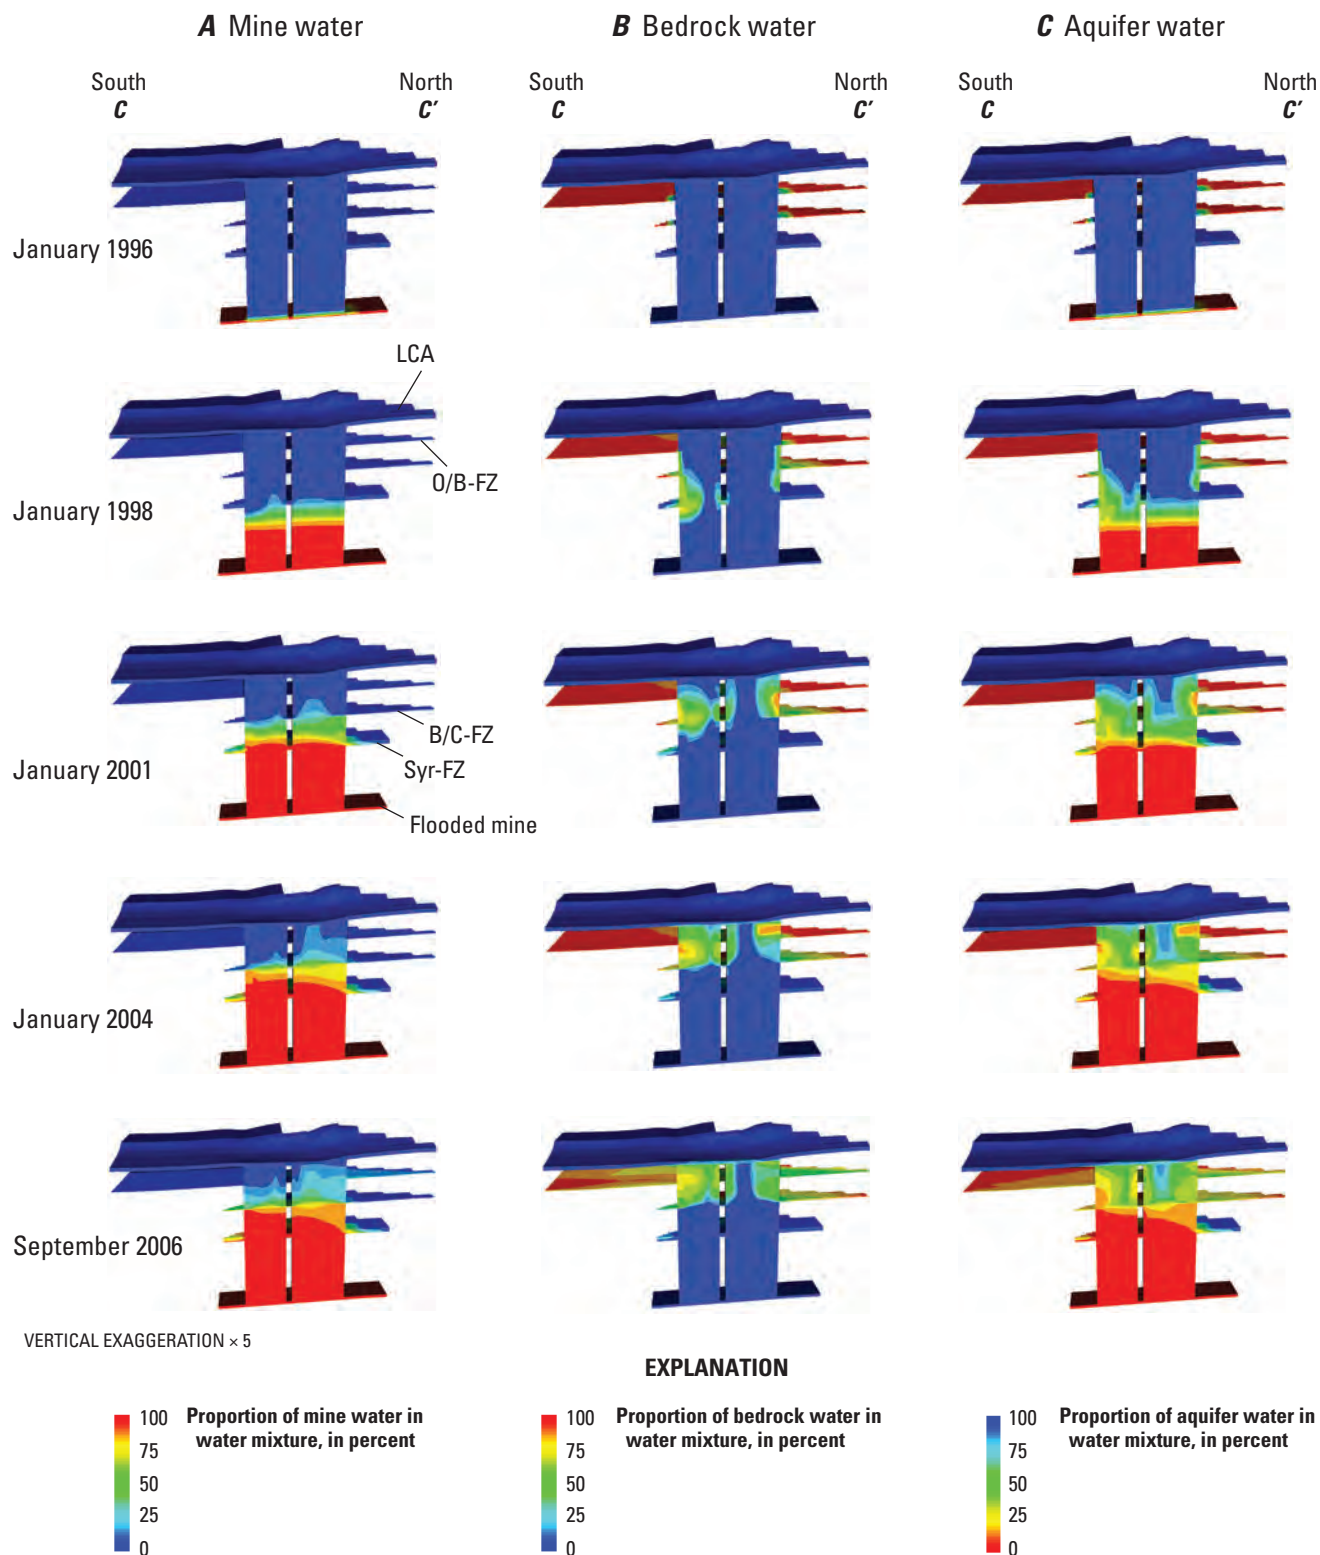 A Mine water
B Bedrock water
C Aquifer water
South
C
North
C′
South
C
North
C′
South
C
North
C′
January 1996
LCA
O/B-FZ
January 1998
B/C-FZ
Syr-FZ
January 2001
Flooded mine
January 2004
September 2006
VERTICAL EXAGGERATION × 5
EXPLANATION
100
75
50
25
0
Proportion of mine water in
water mixture, in percent
100
75
50
25
0
Proportion of bedrock water in
water mixture, in percent
100
75
50
25
0
Proportion of aquifer water in
water mixture, in percent